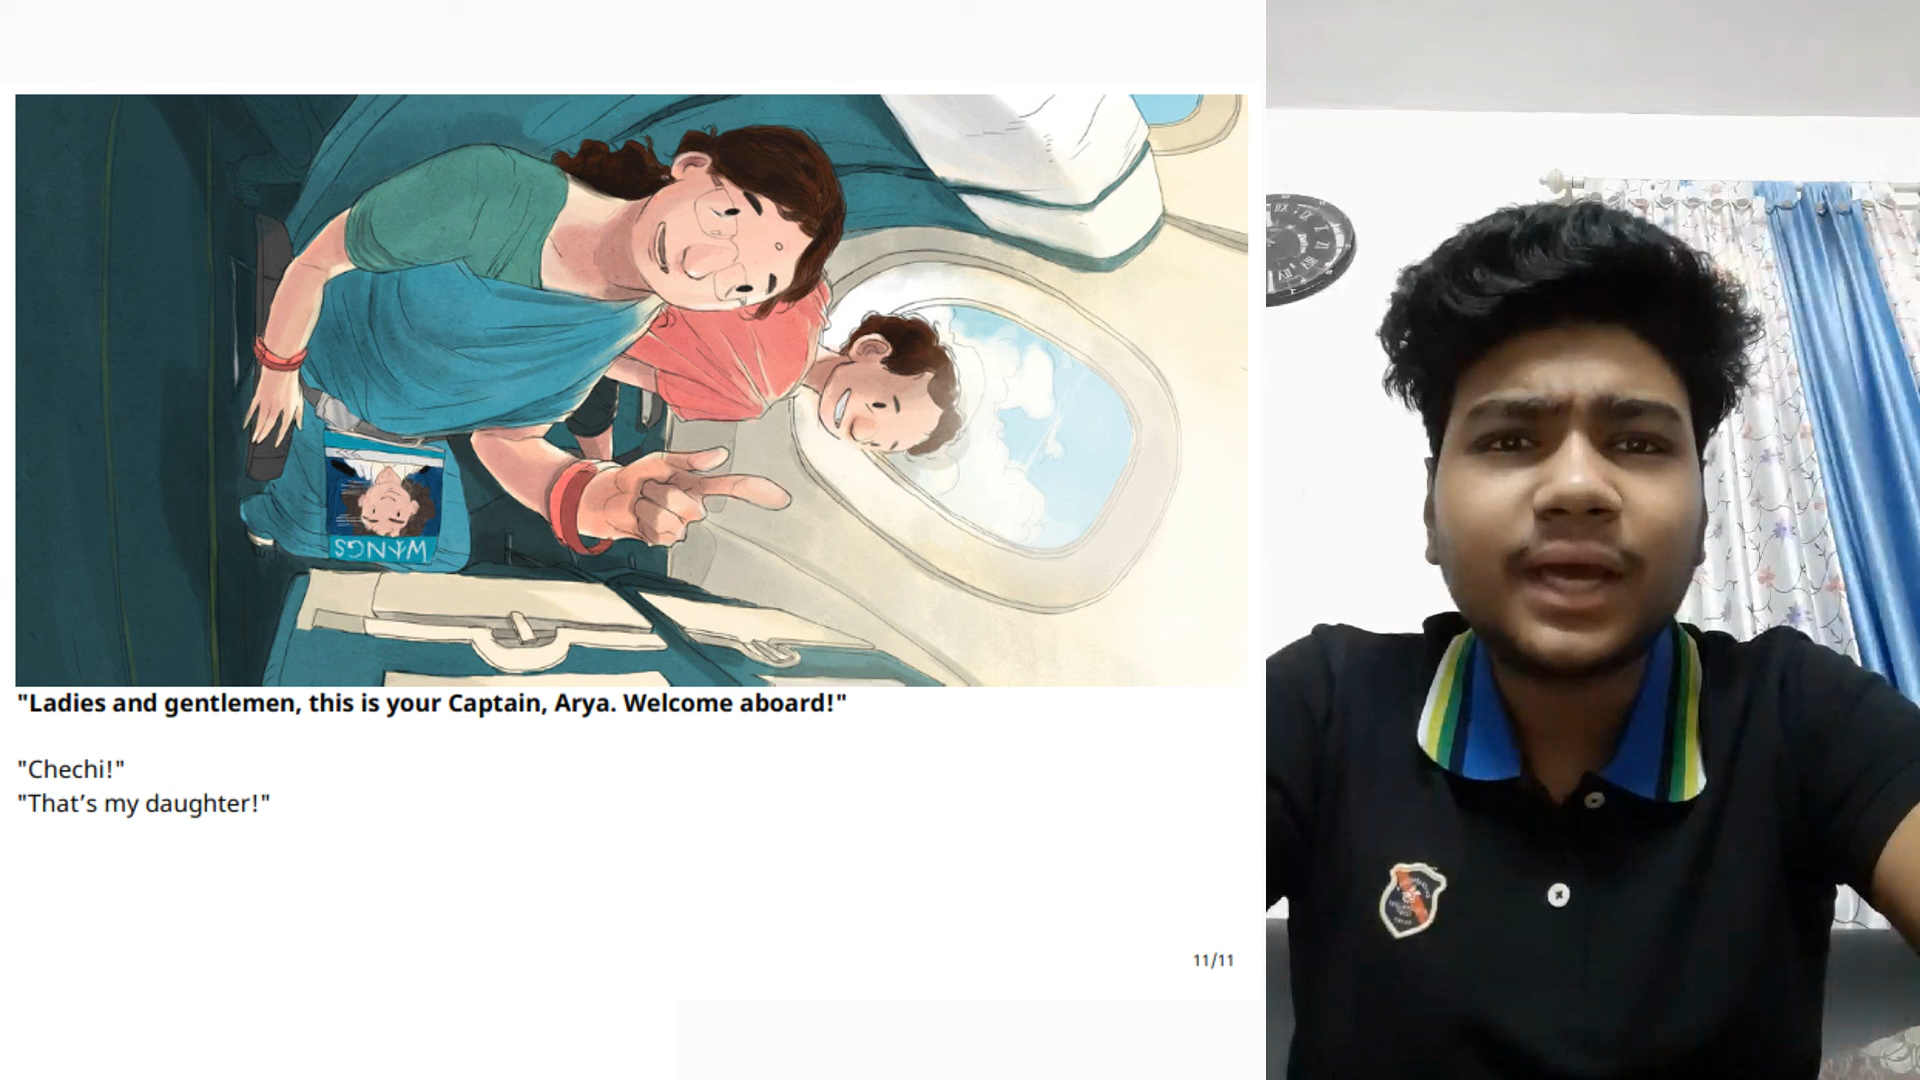 WINGS
"Ladies and gentlemen, this is your Captain, Arya. Welcome aboard!"
"Chechi!"
"That’s my daughter!"
11/11